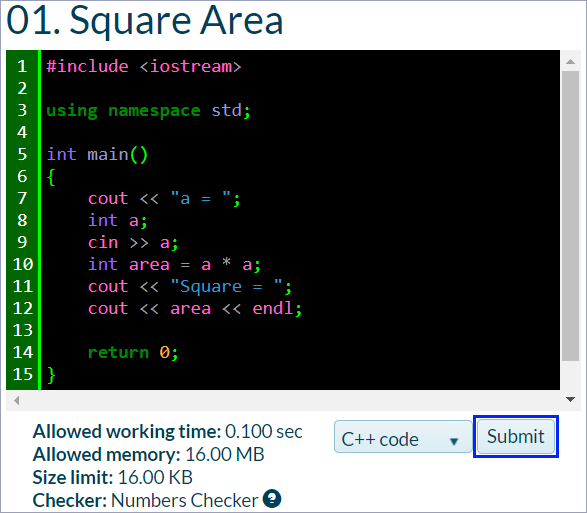 01. Square Area
1 #include <iostream>
2
3 using namespace std;
4
5 int main()
6 {
7     cout << "a = ";
8     int a;
9     cin >> a;
10     int area = a * a;
11     cout << "Square = ";
12     cout << area << endl;
13
14     return 0;
15 }
Allowed working time: 0.100 sec
Allowed memory: 16.00 MB
Size limit: 16.00 KB
Checker: Numbers Checker ?
C++ code
Submit